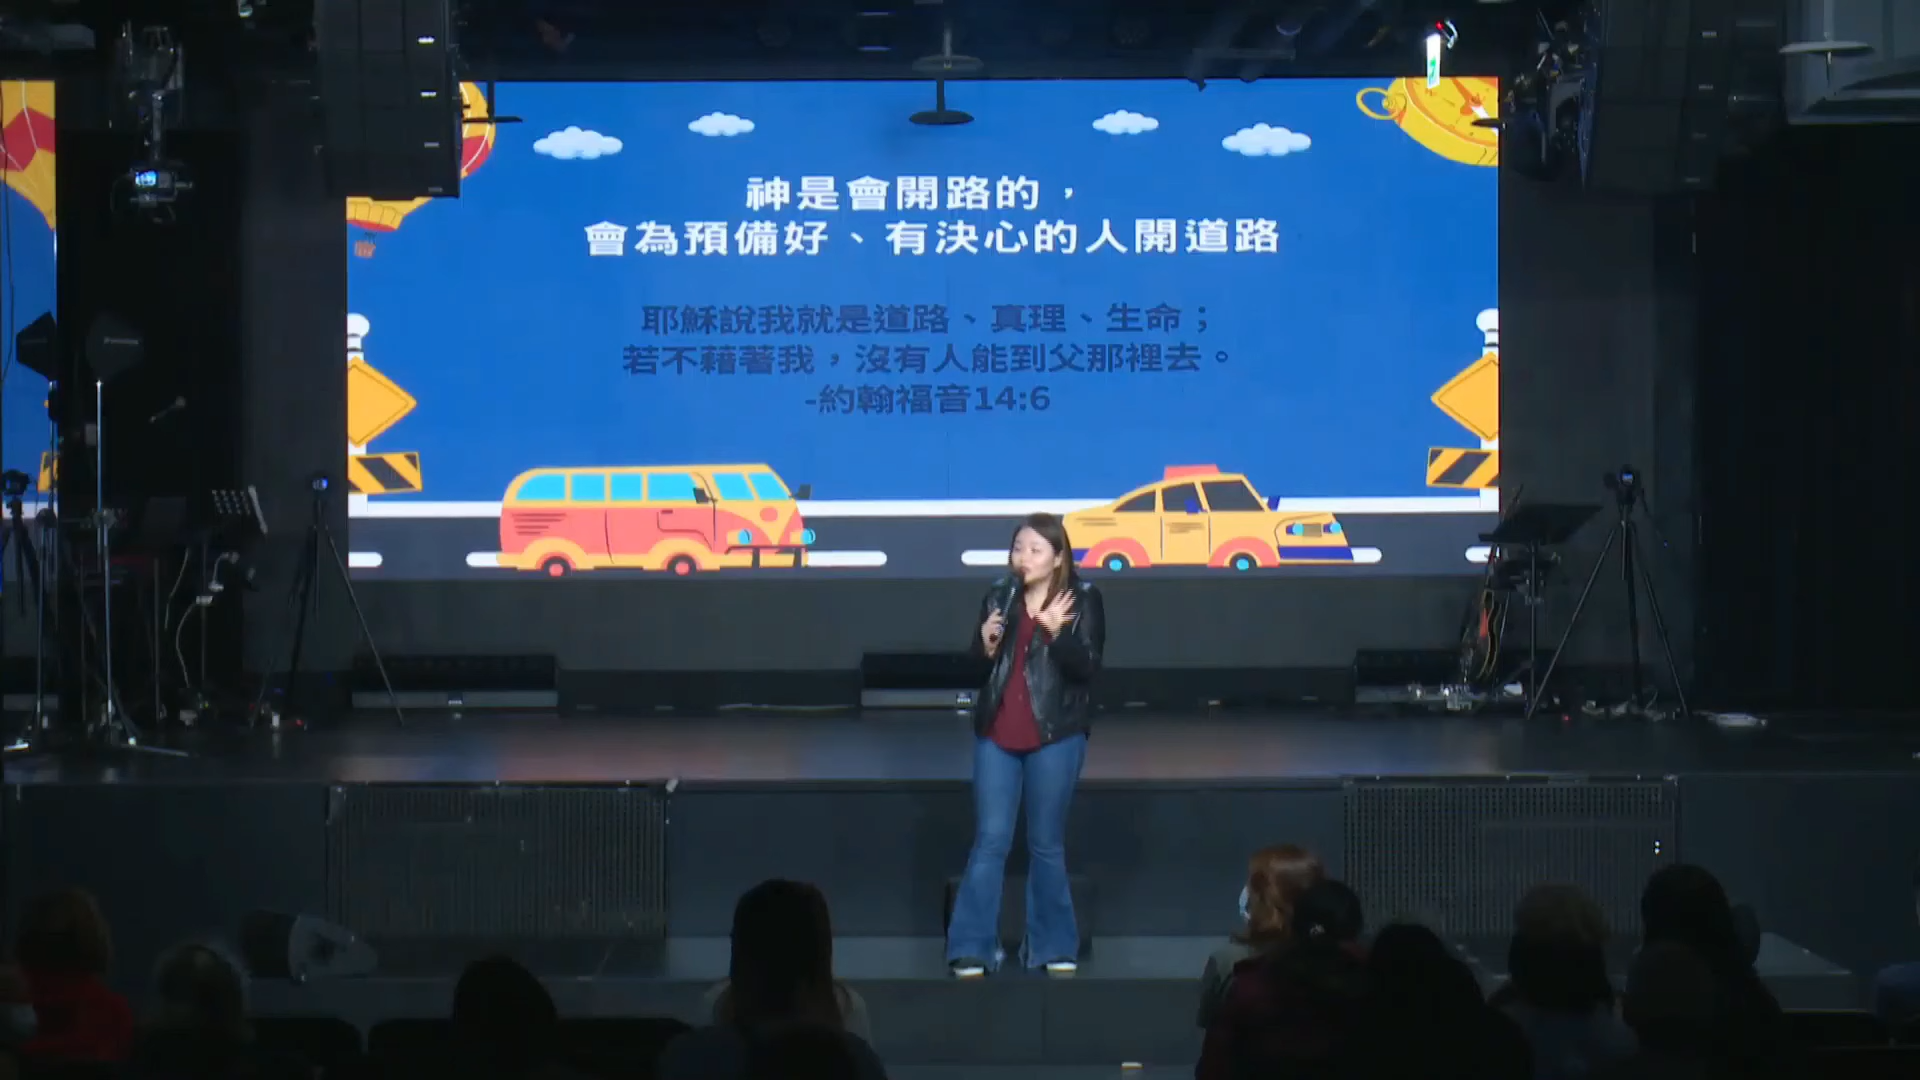 神是會開路的，
會為預備好、有決心的人開道路
耶穌說我就是道路、真理、生命；
若不藉著我，沒有人能到父那裡去。
-約翰福音14:6